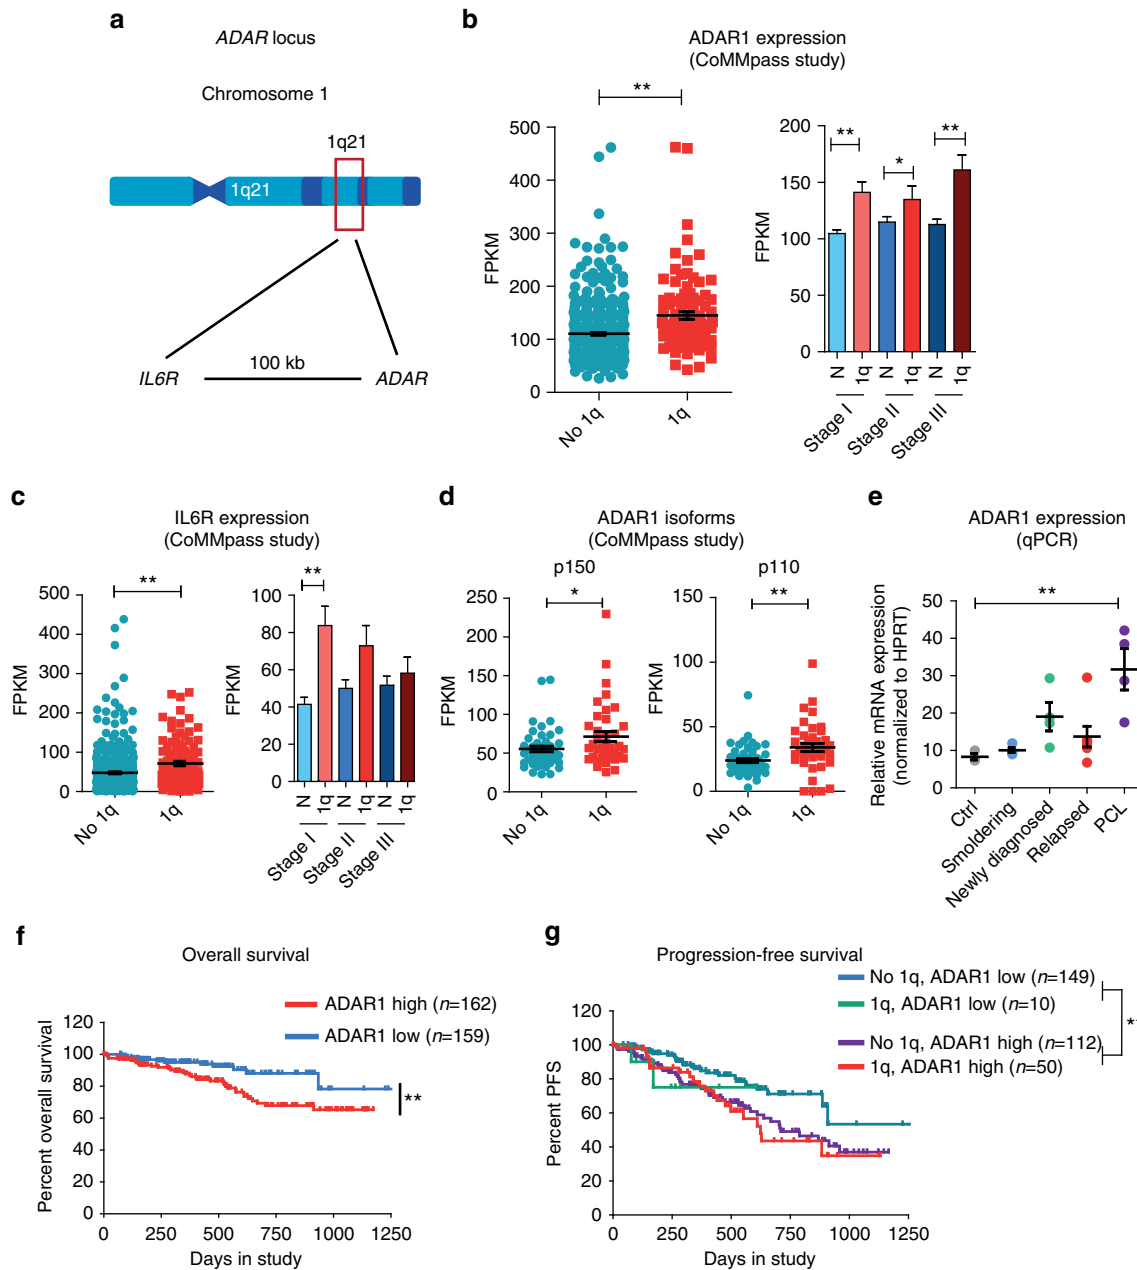 a
ADAR locus
Chromosome 1
1q21
1q21
IL6R
100 kb
ADAR
b
ADAR1 expression
(CoMMpass study)
**
FPKM
500
400
300
200
100
0
No 1q
1q
FPKM
200
150
100
50
0
**
*
**
N
1q
N
1q
N
1q
Stage I
Stage II
Stage III
c
IL6R expression
(CoMMpass study)
**
FPKM
500
400
300
200
100
0
No 1q
1q
**
FPKM
100
80
60
40
20
0
N
1q
N
1q
N
1q
Stage I
Stage II
Stage III
d
ADAR1 isoforms
(CoMMpass study)
p150
*
FPKM
250
200
150
100
50
0
No 1q
1q
p110
**
FPKM
150
100
50
0
No 1q
1q
e
ADAR1 expression
(qPCR)
**
Relative mRNA expression
(normalized to HPRT)
50
40
30
20
10
0
Ctrl
Smoldering
Newly diagnosed
Relapsed
PCL
f
Overall survival
ADAR1 high (n=162)
ADAR1 low (n=159)
Percent overall survival
120
100
80
60
40
20
0
**
0
250
500
750
1000
1250
Days in study
g
Progression-free survival
No 1q, ADAR1 low (n=149)
1q, ADAR1 low (n=10)
No 1q, ADAR1 high (n=112)
1q, ADAR1 high (n=50)
Percent PFS
120
100
80
60
40
20
0
0
250
500
750
1000
1250
Days in study